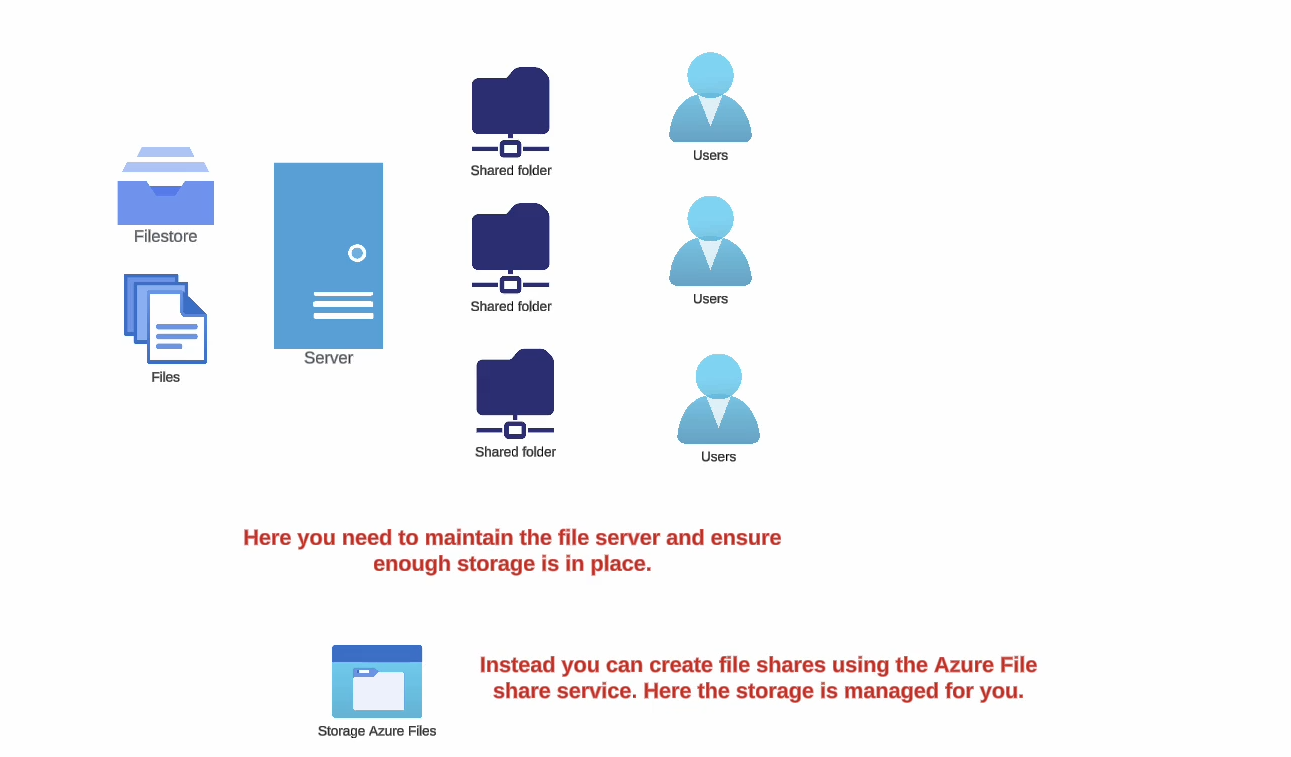 Filestore
Files
Server
Shared folder
Users
Shared folder
Users
Shared folder
Users
Here you need to maintain the file server and ensure
enough storage is in place.
Storage Azure Files
Instead you can create file shares using the Azure File
share service. Here the storage is managed for you.